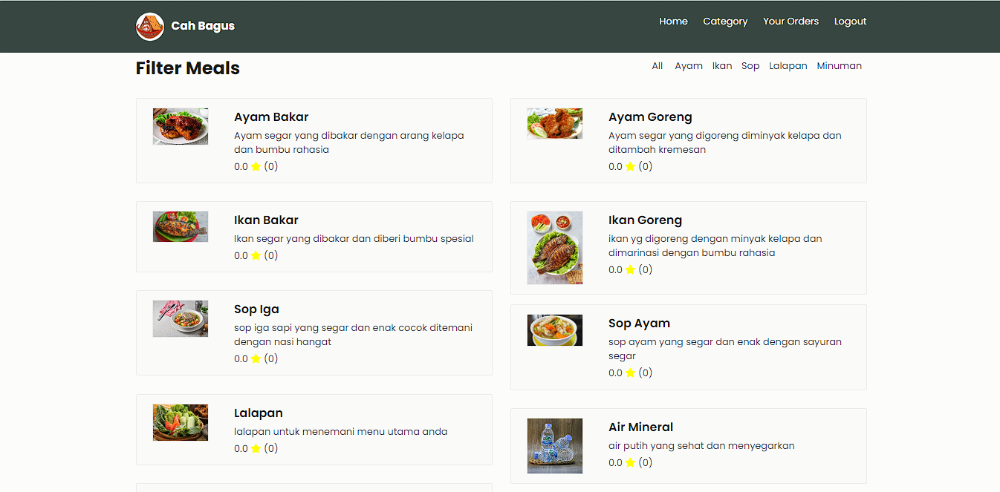 Cah Bagus
Home Category Your Orders Logout
Filter Meals
All Ayam Ikan Sop Lalapan Minuman
Ayam Bakar
Ayam segar yang dibakar dengan arang kelapa
dan bumbu rahasia
0.0 ★ (0)
Ayam Goreng
Ayam segar yang digoreng diminyak kelapa dan
ditambah kremesan
0.0 ★ (0)
Ikan Bakar
Ikan segar yang dibakar dan diberi bumbu spesial
0.0 ★ (0)
Ikan Goreng
ikan yg digoreng dengan minyak kelapa dan
dimarinasi dengan bumbu rahasia
0.0 ★ (0)
Sop Iga
sop iga sapi yang segar dan enak cocok ditemani
dengan nasi hangat
0.0 ★ (0)
Sop Ayam
sop ayam yang segar dan enak dengan sayuran
segar
0.0 ★ (0)
Lalapan
lalapan untuk menemani menu utama anda
0.0 ★ (0)
Air Mineral
air putih yang sehat dan menyegarkan
0.0 ★ (0)